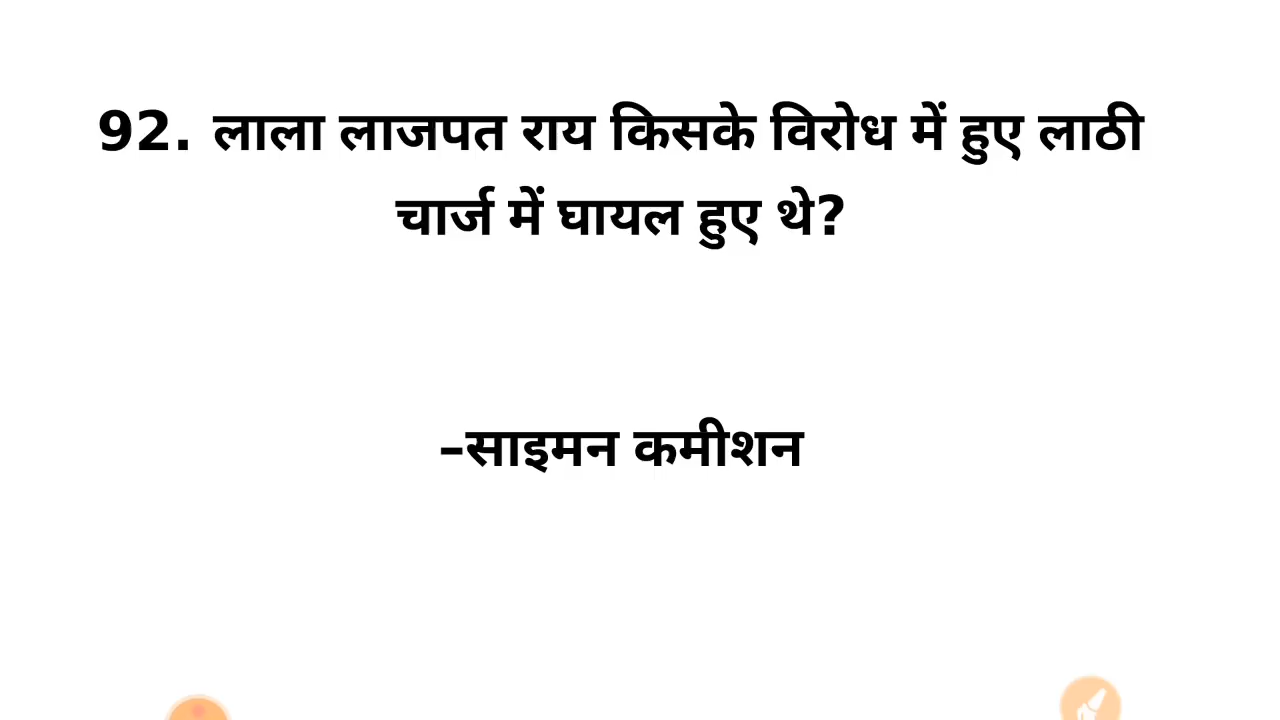 92. लाला लाजपत राय किसके विरोध में हुए लाठी
चार्ज में घायल हुए थे?
–साइमन कमीशन